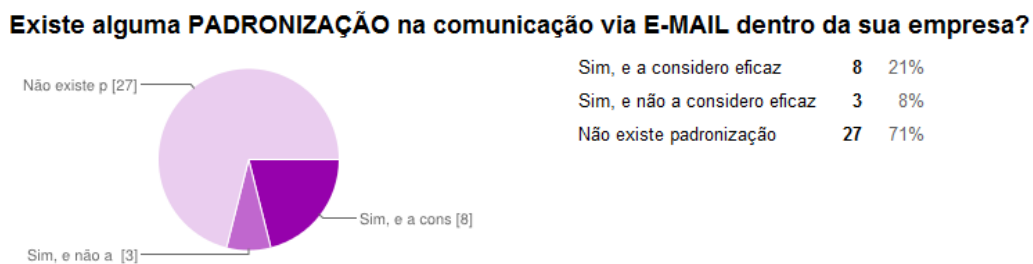 Existe alguma PADRONIZAÇÃO na comunicação via E-MAIL dentro da sua empresa?
Não existe p [27]
Sim, e a cons [8]
Sim, e não a [3]
Sim, e a considero eficaz 8 21%
Sim, e não a considero eficaz 3 8%
Não existe padronização 27 71%